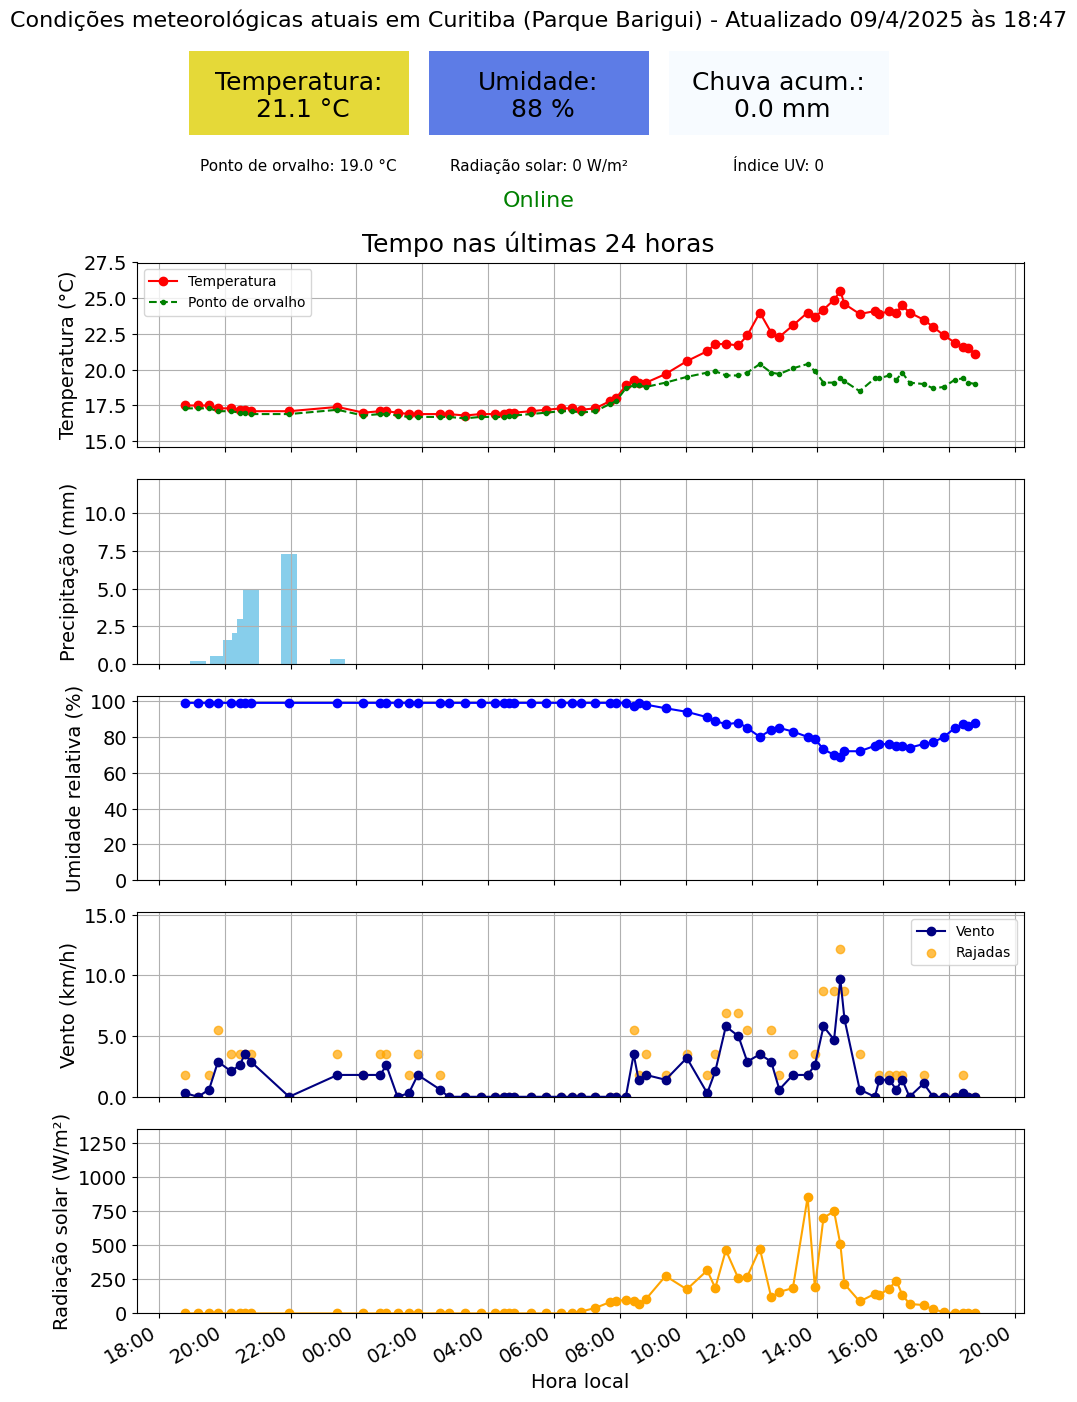 Condições meteorológicas atuais em Curitiba (Parque Barigui) - Atualizado 09/4/2025 às 18:47
Temperatura:
21.1 °C
Umidade:
88 %
Chuva acum.:
0.0 mm
Ponto de orvalho: 19.0 °C
Radiação solar: 0 W/m²
Índice UV: 0
Online
Tempo nas últimas 24 horas
Temperatura (°C)
27.5
25.0
22.5
20.0
17.5
15.0
Temperatura
Ponto de orvalho
Precipitação (mm)
10.0
7.5
5.0
2.5
0.0
Umidade relativa (%)
100
80
60
40
20
0
Vento (km/h)
15.0
10.0
5.0
0.0
Vento
Rajadas
Radiação solar (W/m²)
1250
1000
750
500
250
0
18:00
20:00
22:00
00:00
02:00
04:00
06:00
08:00
10:00
12:00
14:00
16:00
18:00
20:00
Hora local